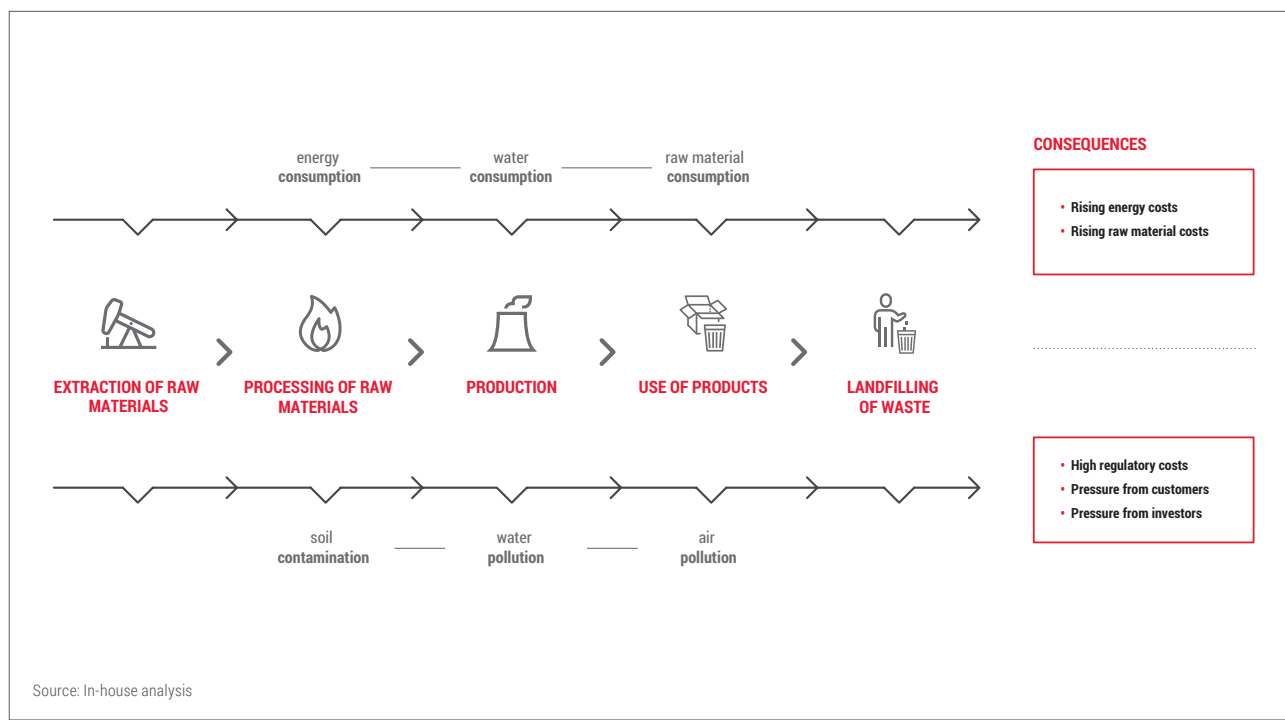 CONSEQUENCES
energy
consumption
water
consumption
raw material
consumption
• Rising energy costs
• Rising raw material costs
EXTRACTION OF RAW
MATERIALS
PROCESSING OF RAW
MATERIALS
PRODUCTION
USE OF PRODUCTS
LANDFILLING
OF WASTE
• High regulatory costs
• Pressure from customers
• Pressure from investors
soil
contamination
water
pollution
air
pollution
Source: In-house analysis